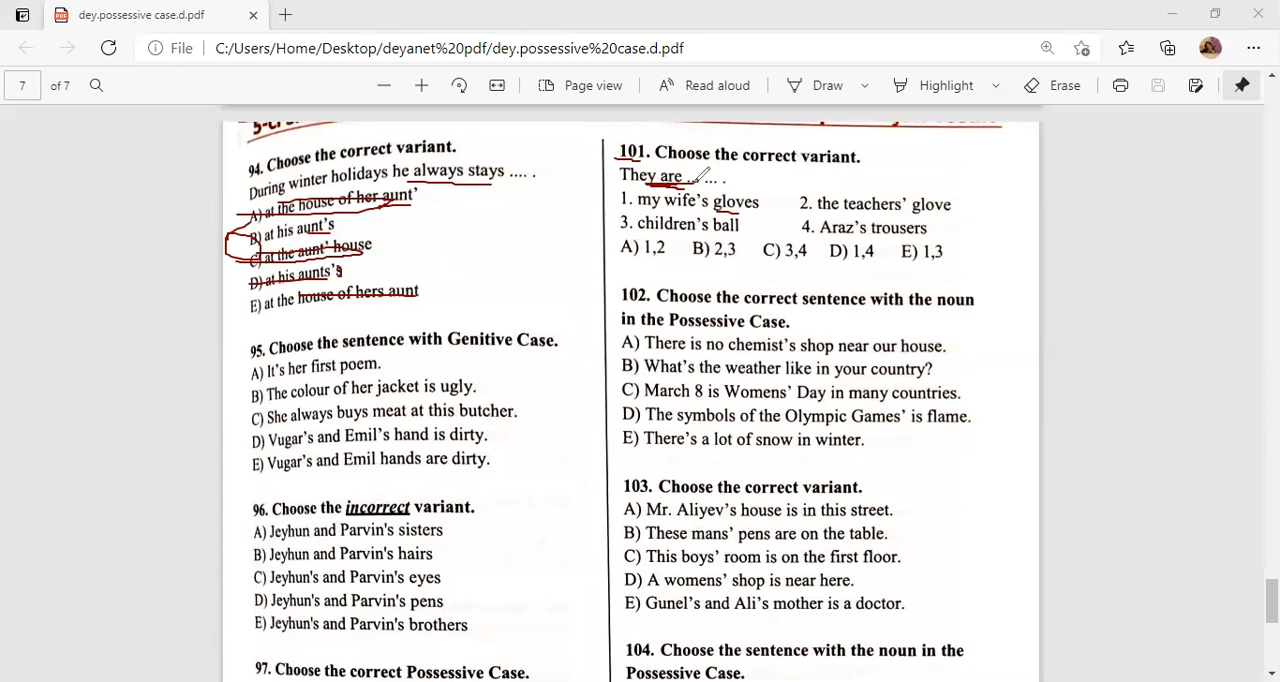 dey.possessive case.d.pdf
File
C:/Users/Home/Desktop/deyanet%20pdf/dey.possessive%20case.d.pdf
7
of 7
Page view
Read aloud
Draw
Highlight
Erase
94. Choose the correct variant.
During winter holidays he always stays .... .
A) at the house of her aunt'
B) at his aunt's
C) at the aunt' house
D) at his aunts's
E) at the house of hers aunt
95. Choose the sentence with Genitive Case.
A) It's her first poem.
B) The colour of her jacket is ugly.
C) She always buys meat at this butcher.
D) Vugar's and Emil's hand is dirty.
E) Vugar's and Emil hands are dirty.
96. Choose the incorrect variant.
A) Jeyhun and Parvin's sisters
B) Jeyhun and Parvin's hairs
C) Jeyhun's and Parvin's eyes
D) Jeyhun's and Parvin's pens
E) Jeyhun's and Parvin's brothers
97. Choose the correct Possessive Case.
101. Choose the correct variant.
They are ... ... .
1. my wife's gloves 2. the teachers' glove
3. children's ball 4. Araz's trousers
A) 1,2 B) 2,3 C) 3,4 D) 1,4 E) 1,3
102. Choose the correct sentence with the noun
in the Possessive Case.
A) There is no chemist's shop near our house.
B) What's the weather like in your country?
C) March 8 is Womens' Day in many countries.
D) The symbols of the Olympic Games' is flame.
E) There's a lot of snow in winter.
103. Choose the correct variant.
A) Mr. Aliyev's house is in this street.
B) These mans' pens are on the table.
C) This boys' room is on the first floor.
D) A womens' shop is near here.
E) Gunel's and Ali's mother is a doctor.
104. Choose the sentence with the noun in the
Possessive Case.